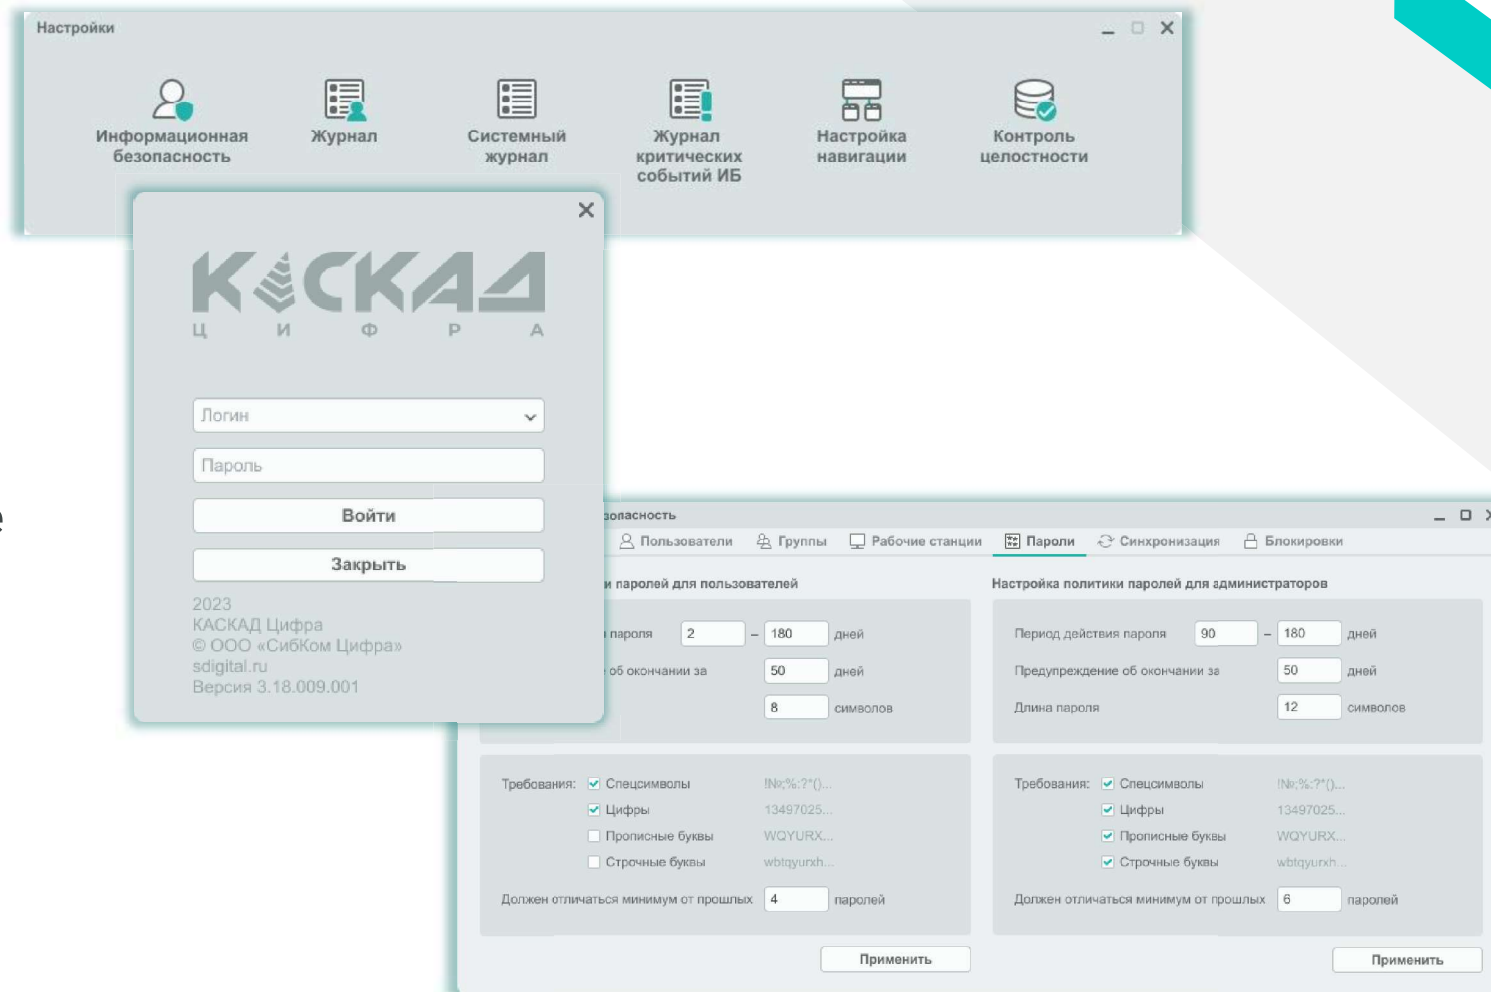 Настройки
Информационная
безопасность
Журнал
Системный
журнал
Журнал
критических
событий ИБ
Настройка
навигации
Контроль
целостности
КАСКАД
ЦИФРА
Логин
Пароль
Войти
Закрыть
2023
КАСКАД Цифра
© ООО «СибКом Цифра»
sdigital.ru
Версия 3.18.009.001
е
зопасность
Пользователи Группы Рабочие станции Пароли Синхронизация Блокировки
и паролей для пользователей
пароля 2 – 180 дней
об окончании за 50 дней
8 символов
Требования: Спецсимволы !№;%:?*()...
Цифры 13497025...
Прописные буквы WQYURX...
Строчные буквы wbtqyurxh...
Должен отличаться минимум от прошлых 4 паролей
Применить
Настройка политики паролей для администраторов
Период действия пароля 90 – 180 дней
Предупреждение об окончании за 50 дней
Длина пароля 12 символов
Требования: Спецсимволы !№;%:?*()...
Цифры 13497025...
Прописные буквы WQYURX...
Строчные буквы wbtqyurxh...
Должен отличаться минимум от прошлых 6 паролей
Применить